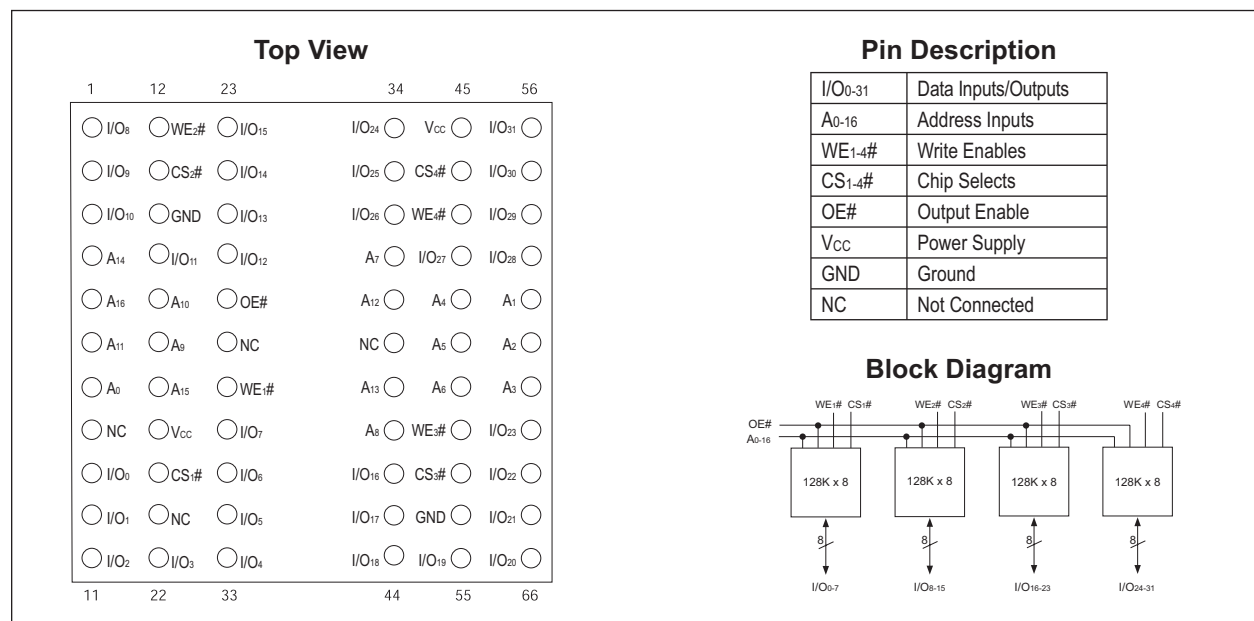 Top View
1 12 23 34 45 56
I/O8 WE2# I/O15 I/O24 VCC I/O31
I/O9 CS2# I/O14 I/O25 CS4# I/O30
I/O10 GND I/O13 I/O26 WE4# I/O29
A14 I/O11 I/O12 A7 I/O27 I/O28
A16 A10 OE# A12 A4 A1
A11 A9 NC NC A5 A2
A0 A15 WE1# A13 A6 A3
NC VCC I/O7 A8 WE3# I/O23
I/O0 CS1# I/O6 I/O16 CS3# I/O22
I/O1 NC I/O5 I/O17 GND I/O21
I/O2 I/O3 I/O4 I/O18 I/O19 I/O20
11 22 33 44 55 66
Pin Description
I/O0-31 Data Inputs/Outputs
A0-16 Address Inputs
WE1-4# Write Enables
CS1-4# Chip Selects
OE# Output Enable
VCC Power Supply
GND Ground
NC Not Connected
Block Diagram
WE1# CS1# WE2# CS2# WE3# CS3# WE4# CS4#
OE#
A0-16
128K x 8 128K x 8 128K x 8 128K x 8
8 8 8 8
I/O0-7 I/O8-15 I/O16-23 I/O24-31